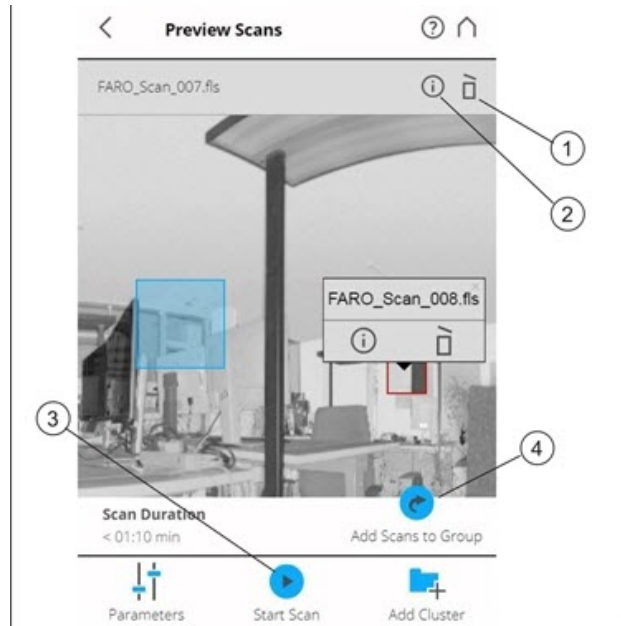 Preview Scans
FARO_Scan_007.fls
1
2
FARO_Scan_008.fls
3
4
Scan Duration
< 01:10 min
Add Scans to Group
Parameters
Start Scan
Add Cluster